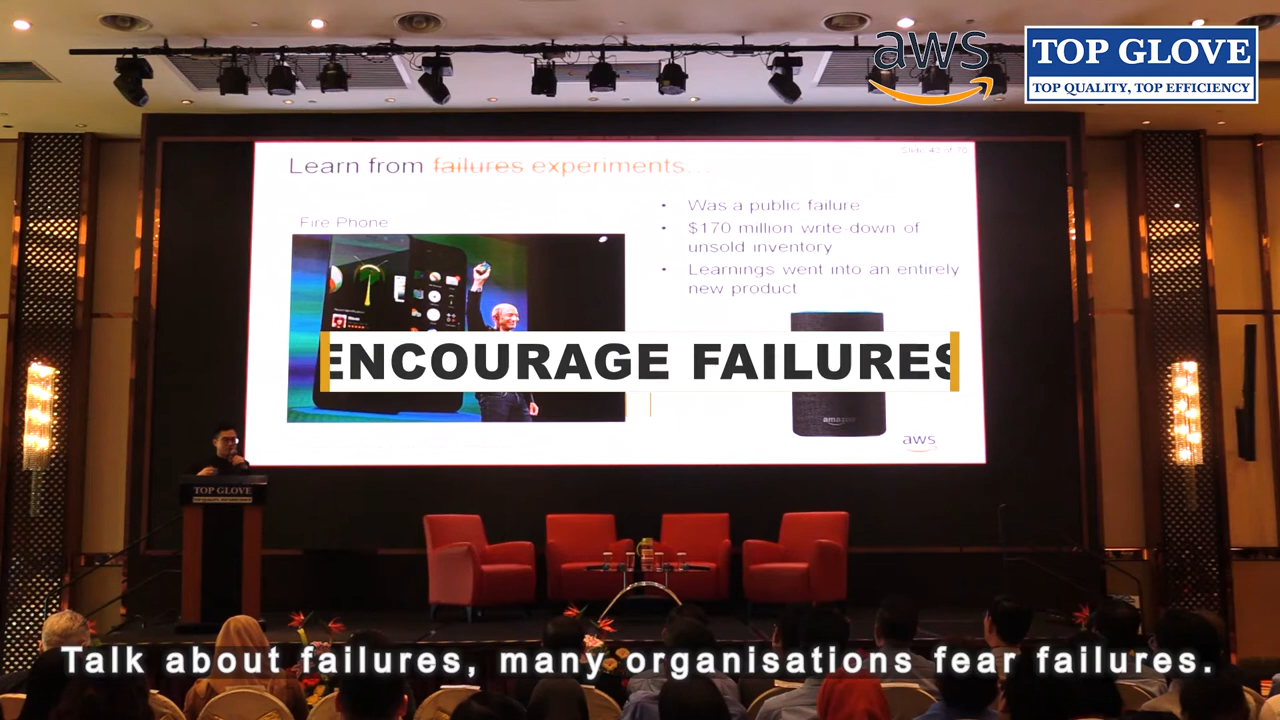 aws
TOP GLOVE
TOP QUALITY, TOP EFFICIENCY
Learn from failures experiments...
Fire Phone
• Was a public failure
• $170 million write-down of
unsold inventory
• Learnings went into an entirely
new product
ENCOURAGE FAILURES
amazon
aws
TOP GLOVE
Talk about failures, many organisations fear failures.